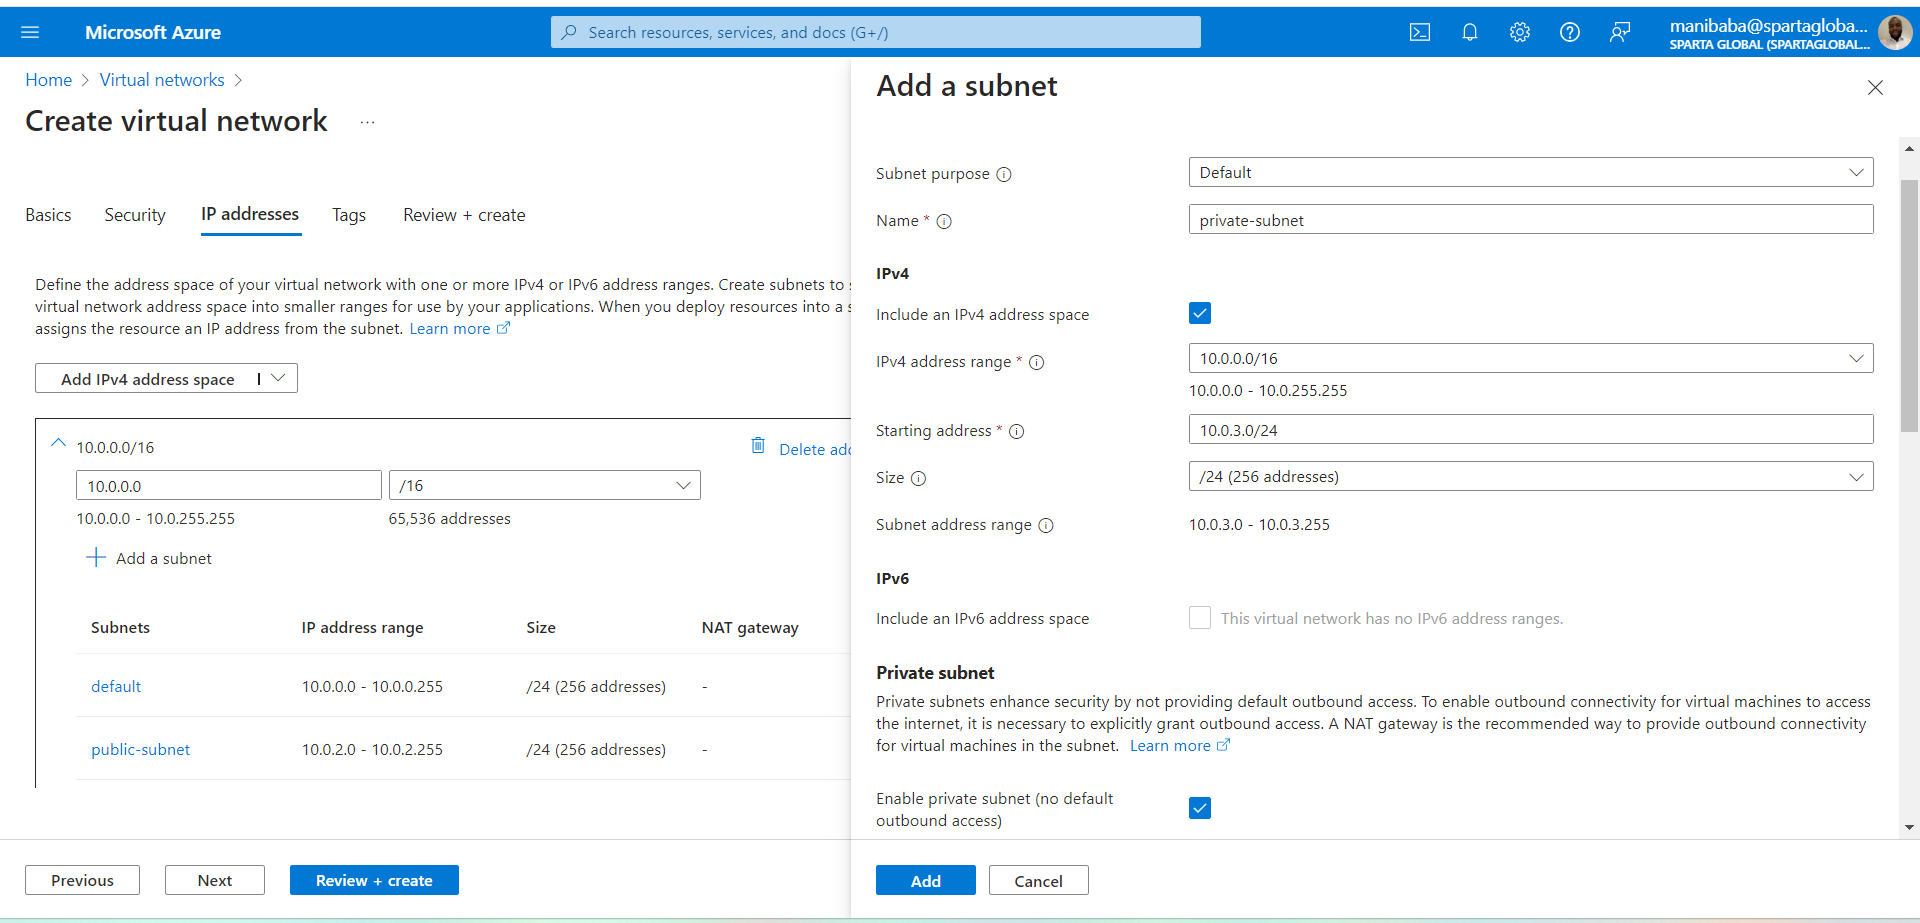 Microsoft Azure
Search resources, services, and docs (G+/)
manibaba@spartagloba...
SPARTA GLOBAL (SPARTAGLOBAL....
Home > Virtual networks >
Create virtual network ...
Basics Security IP addresses Tags Review + create
Define the address space of your virtual network with one or more IPv4 or IPv6 address ranges. Create subnets to
virtual network address space into smaller ranges for use by your applications. When you deploy resources into a
assigns the resource an IP address from the subnet. Learn more
Add IPv4 address space
10.0.0.0/16
Delete add
10.0.0.0 /16
10.0.0.0 - 10.0.255.255 65,536 addresses
Add a subnet
Subnets IP address range Size NAT gateway
default 10.0.0.0 - 10.0.0.255 /24 (256 addresses) -
public-subnet 10.0.2.0 - 10.0.2.255 /24 (256 addresses) -
Previous Next Review + create
Add a subnet
Subnet purpose Default
Name * private-subnet
IPv4
Include an IPv4 address space
IPv4 address range * 10.0.0.0/16
10.0.0.0 - 10.0.255.255
Starting address * 10.0.3.0/24
Size /24 (256 addresses)
Subnet address range 10.0.3.0 - 10.0.3.255
IPv6
Include an IPv6 address space This virtual network has no IPv6 address ranges.
Private subnet
Private subnets enhance security by not providing default outbound access. To enable outbound connectivity for virtual machines to access
the internet, it is necessary to explicitly grant outbound access. A NAT gateway is the recommended way to provide outbound connectivity
for virtual machines in the subnet. Learn more
Enable private subnet (no default
outbound access)
Add Cancel